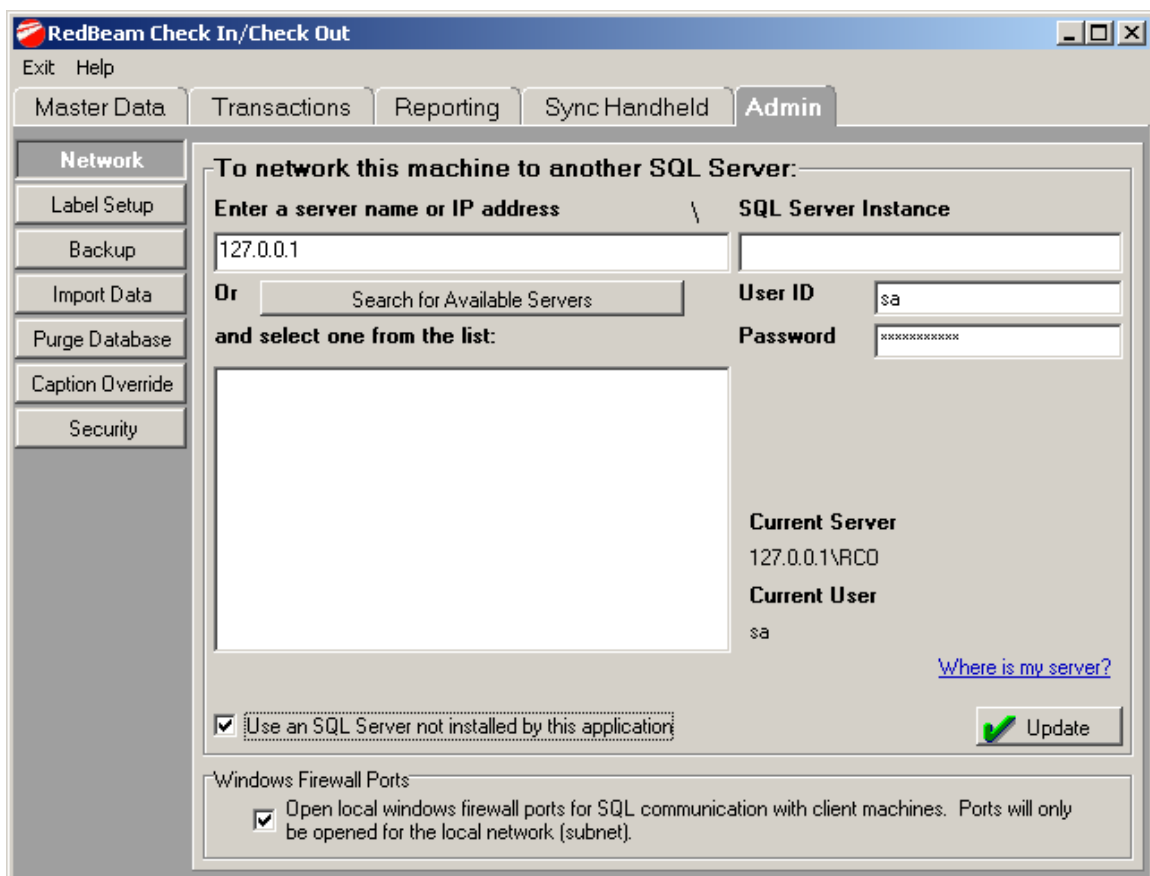 RedBeam Check In/Check Out
Exit Help
Master Data Transactions Reporting Sync Handheld Admin
Network
Label Setup
Backup
Import Data
Purge Database
Caption Override
Security
To network this machine to another SQL Server:
Enter a server name or IP address \ SQL Server Instance
127.0.0.1
Or Search for Available Servers
User ID sa
and select one from the list:
Password ***********
Current Server
127.0.0.1\RCO
Current User
sa
Where is my server?
Use an SQL Server not installed by this application
Update
Windows Firewall Ports
Open local windows firewall ports for SQL communication with client machines. Ports will only
be opened for the local network (subnet).